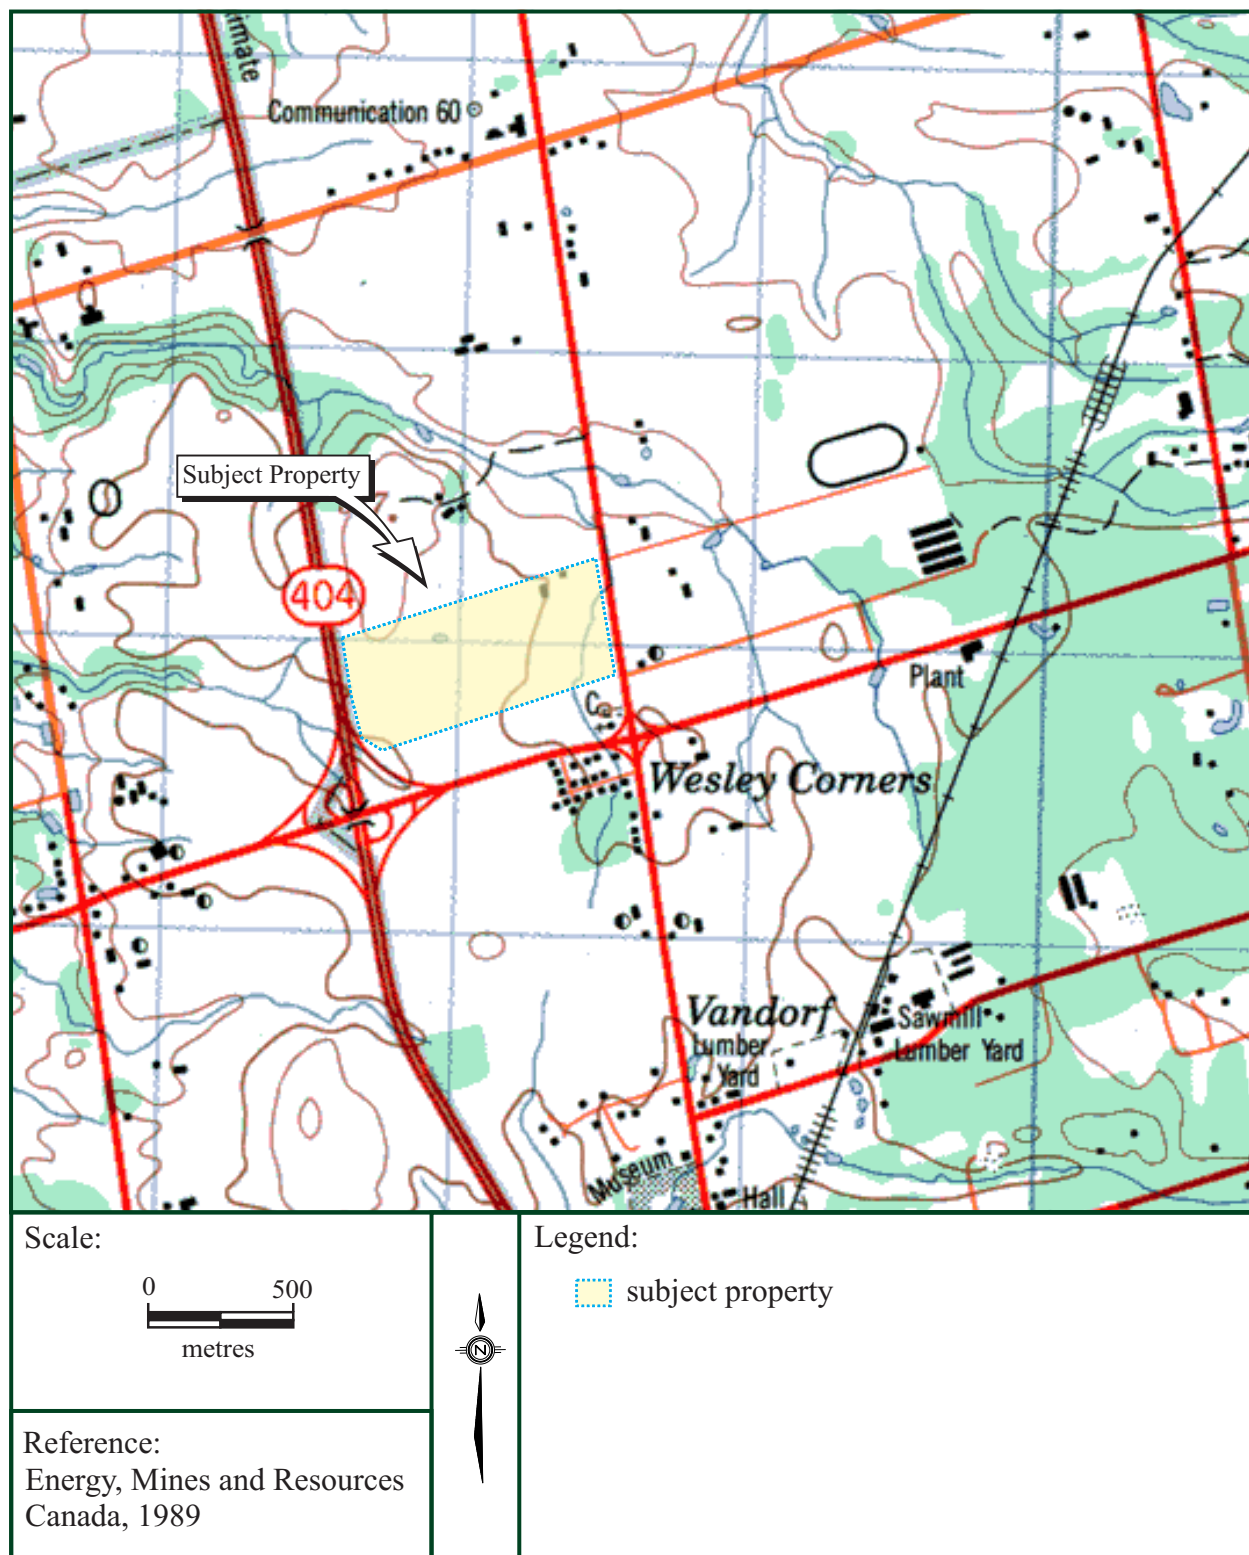 Communication 60
Subject Property
404
Plant
C
Wesley Corners
Vandorf
Lumber
Yard
Sawmill
Lumber Yard
Museum
Hall
Scale:
0 500
metres
N
Legend:
subject property
Reference:
Energy, Mines and Resources
Canada, 1989